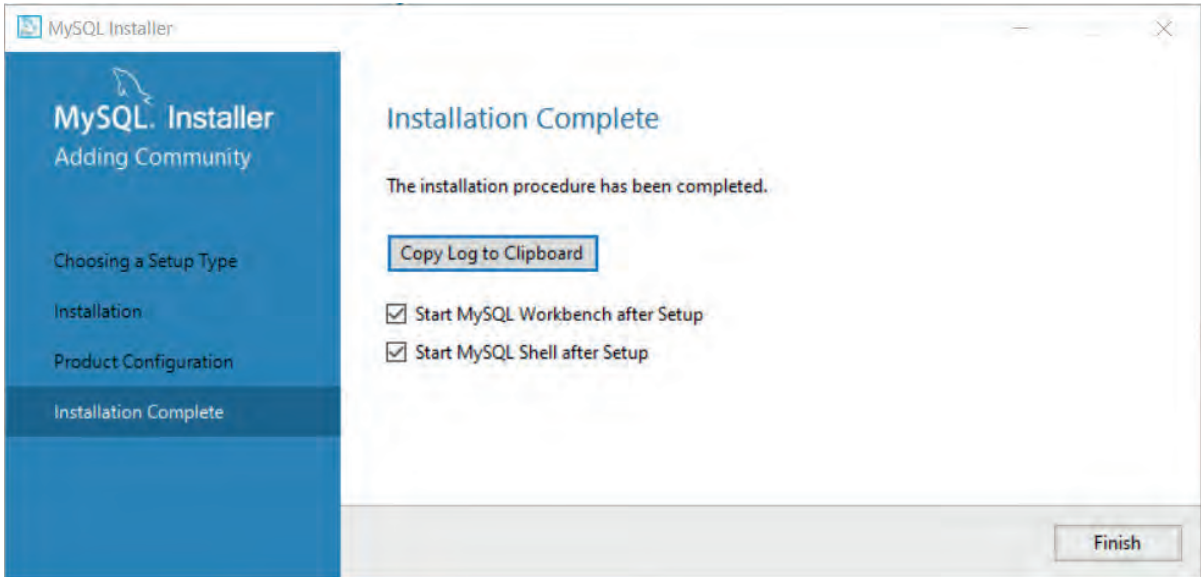 MySQL Installer
MySQL. Installer
Adding Community
Choosing a Setup Type
Installation
Product Configuration
Installation Complete
Installation Complete
The installation procedure has been completed.
Copy Log to Clipboard
Start MySQL Workbench after Setup
Start MySQL Shell after Setup
Finish